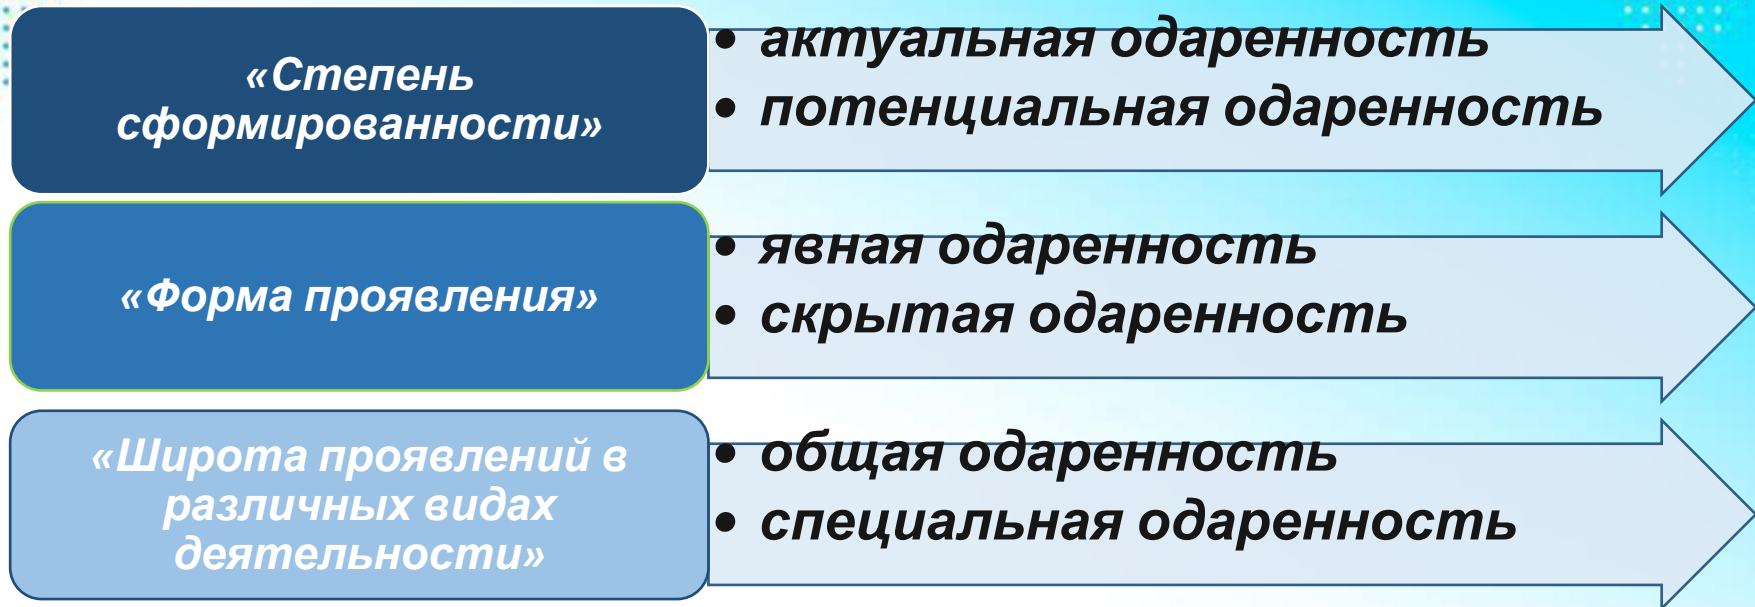 «Степень
сформированности»
• актуальная одаренность
• потенциальная одаренность
«Форма проявления»
• явная одаренность
• скрытая одаренность
«Широта проявлений в
различных видах
деятельности»
• общая одаренность
• специальная одаренность